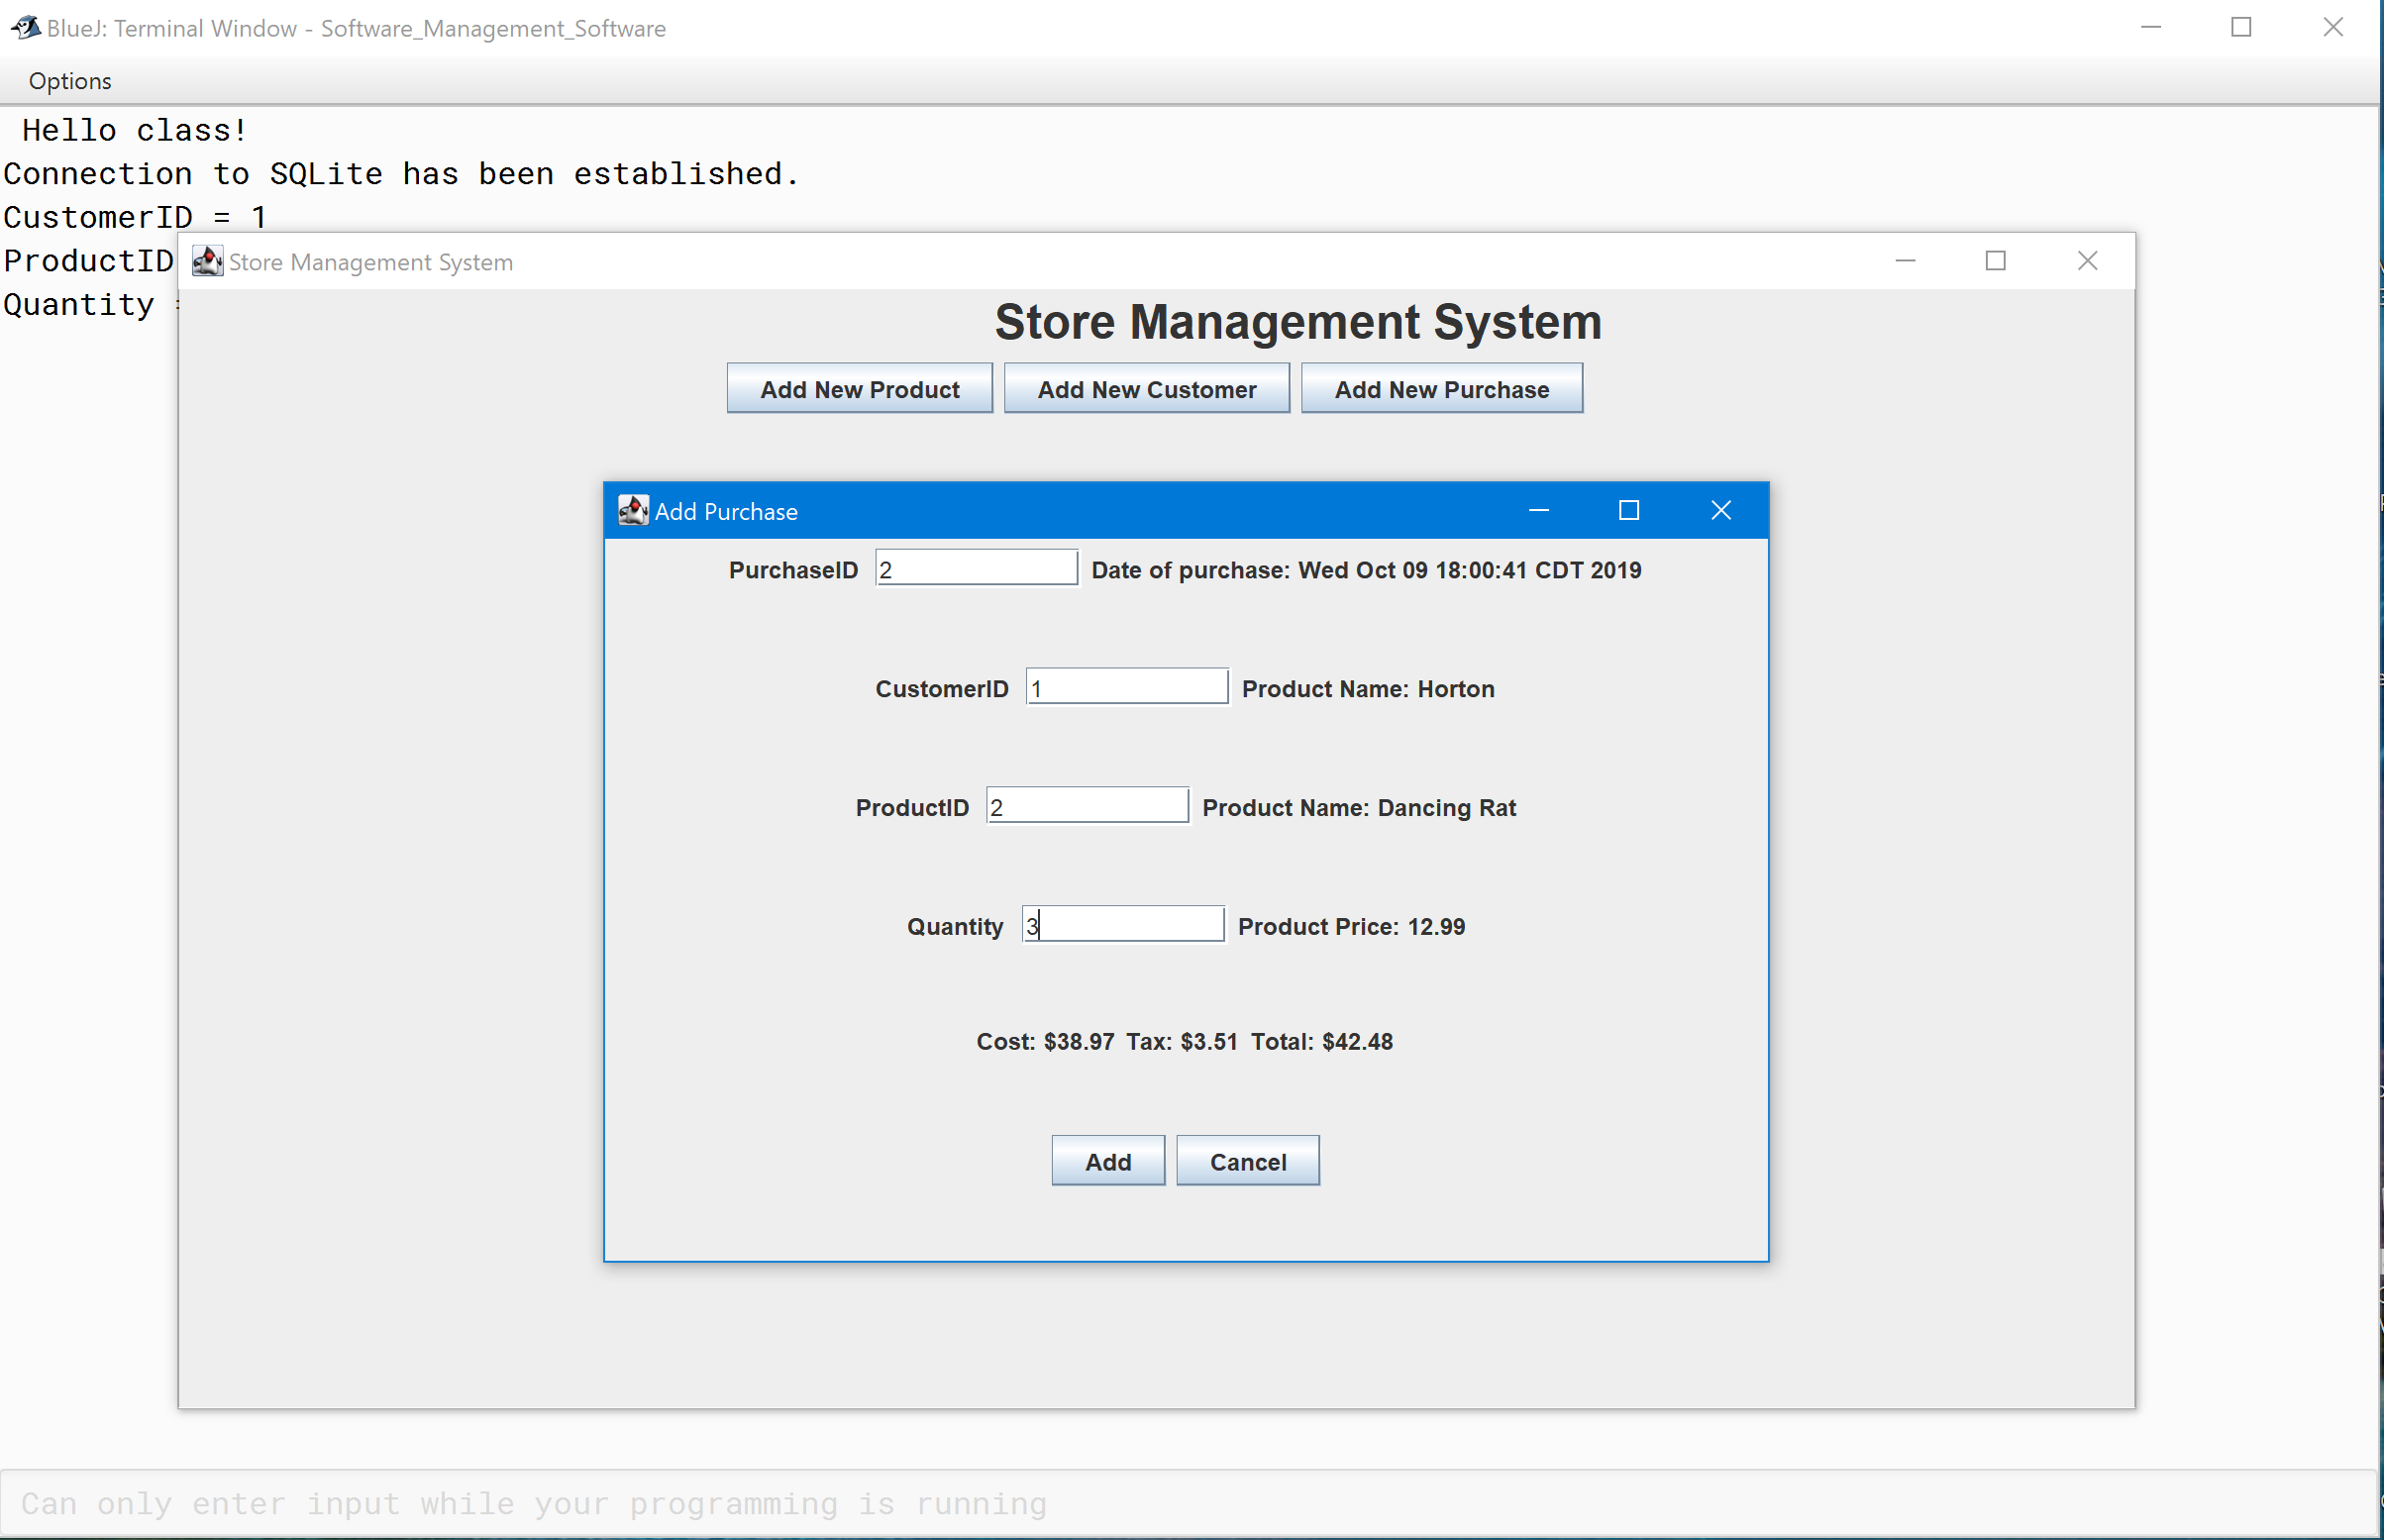 BlueJ: Terminal Window - Software_Management_Software
Options
Hello class!
Connection to SQLite has been established.
CustomerID = 1
ProductID
Quantity
Store Management System
Store Management System
Add New Product Add New Customer Add New Purchase
Add Purchase
PurchaseID 2 Date of purchase: Wed Oct 09 18:00:41 CDT 2019
CustomerID 1 Product Name: Horton
ProductID 2 Product Name: Dancing Rat
Quantity 3 Product Price: 12.99
Cost: $38.97 Tax: $3.51 Total: $42.48
Add Cancel
Can only enter input while your programming is running